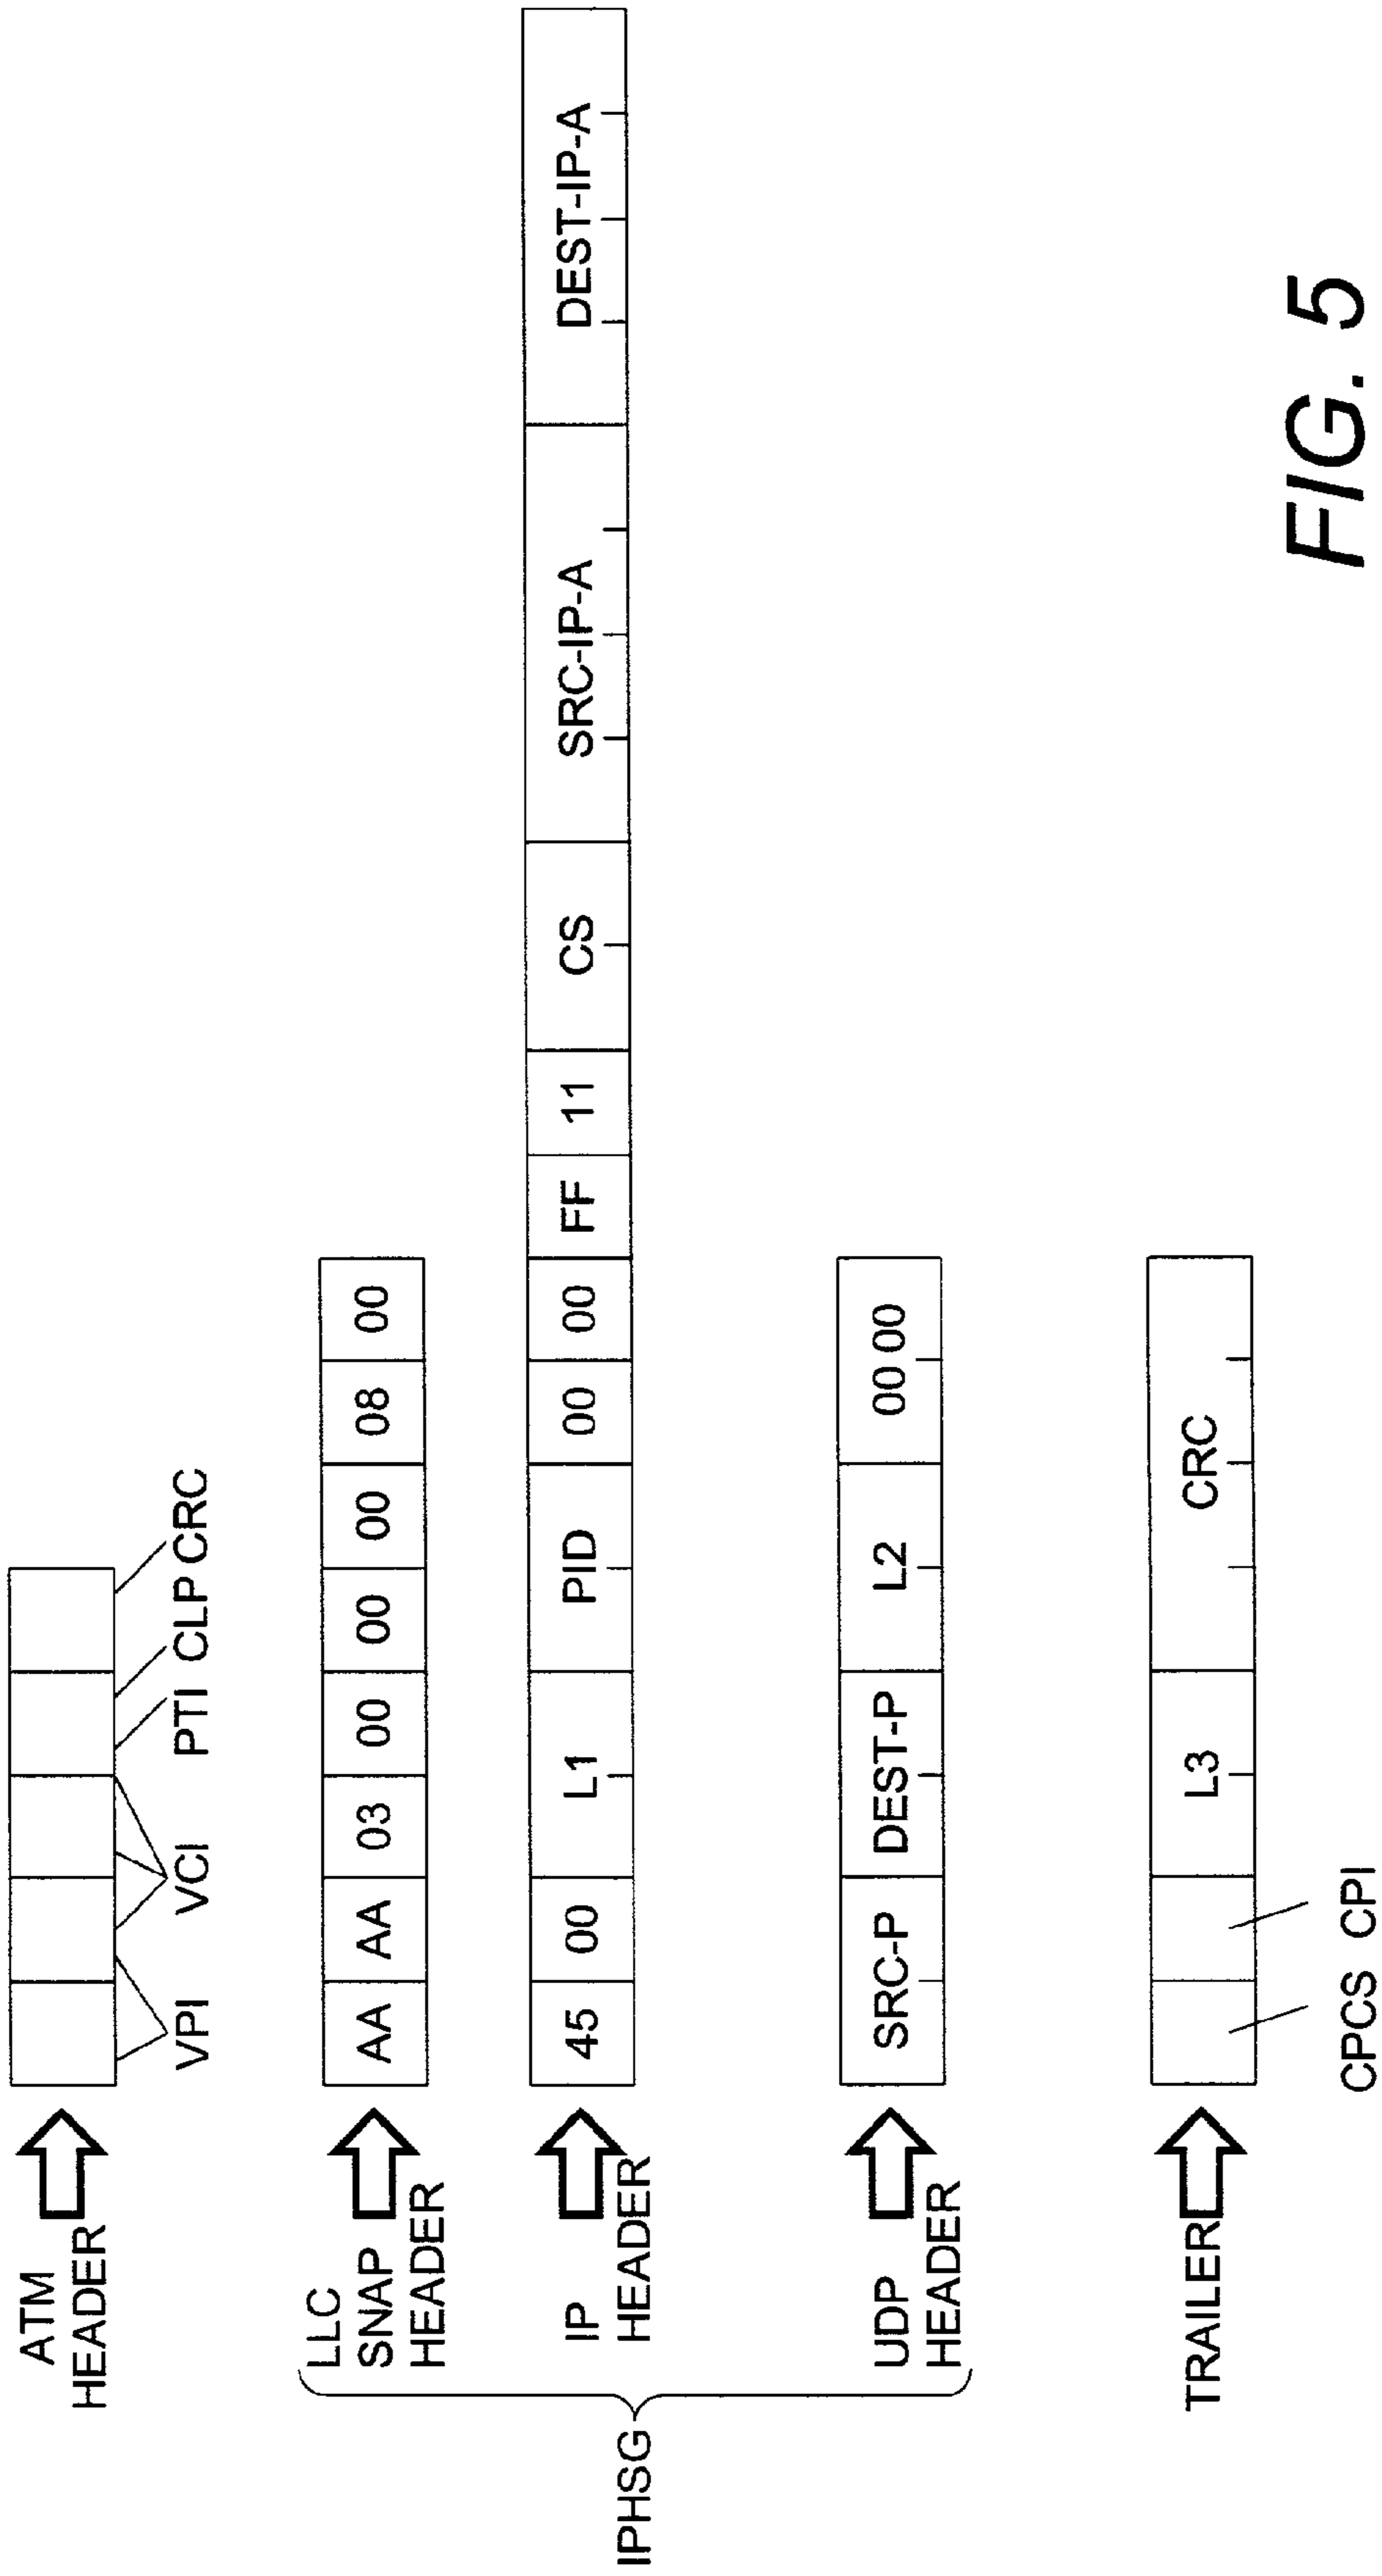 ATM
HEADER
VPI VCI PTI CLP CRC
IPHSG
LLC
SNAP
HEADER
AA AA 03 00 00 00 08 00
IP
HEADER
45 00 L1 PID 00 00 FF 11 CS SRC-IP-A DEST-IP-A
UDP
HEADER
SRC-P DEST-P L2 00 00
TRAILER
L3 CRC
CPCS CPI
FIG. 5